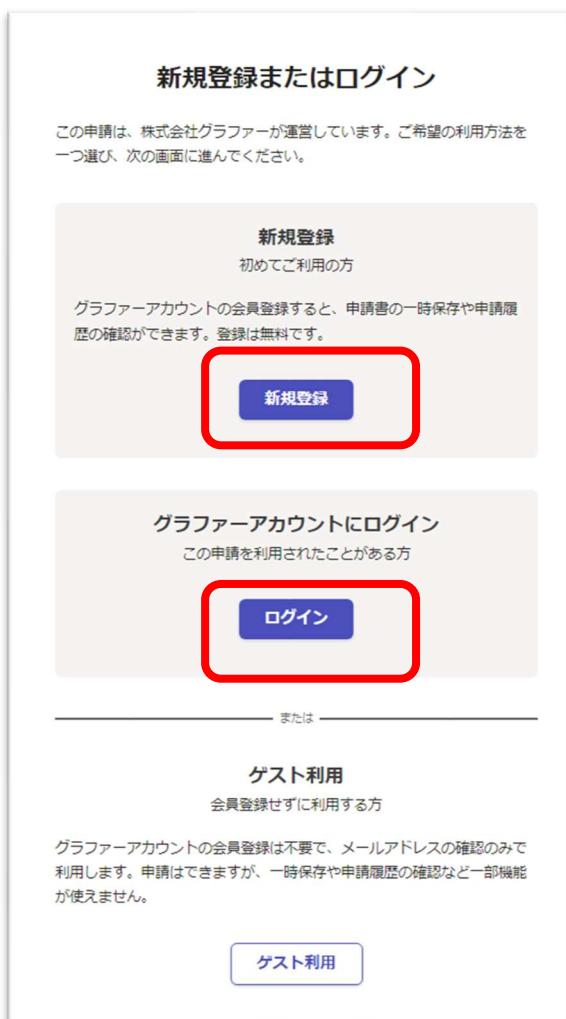 新規登録またはログイン
この申請は、株式会社グラファーが運営しています。ご希望の利用方法を
一つ選び、次の画面に進んでください。
新規登録
初めてご利用の方
グラファーアカウントの会員登録すると、申請書の一時保存や申請履
歴の確認ができます。登録は無料です。
新規登録
グラファーアカウントにログイン
この申請を利用されたことがある方
ログイン
または
ゲスト利用
会員登録せずに利用する方
グラファーアカウントの会員登録は不要で、メールアドレスの確認のみで
利用します。申請はできますが、一時保存や申請履歴の確認など一部機能
が使えません。
ゲスト利用